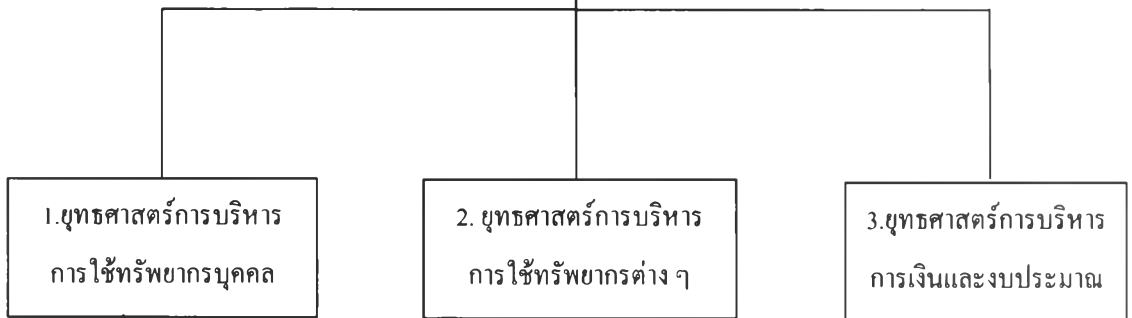 1.ยุทธศาสตร์การบริหาร
การใช้ทรัพยากรบุคคล
2. ยุทธศาสตร์การบริหาร
การใช้ทรัพยากรต่าง ๆ
3.ยุทธศาสตร์การบริหาร
การเงินและงบประมาณ